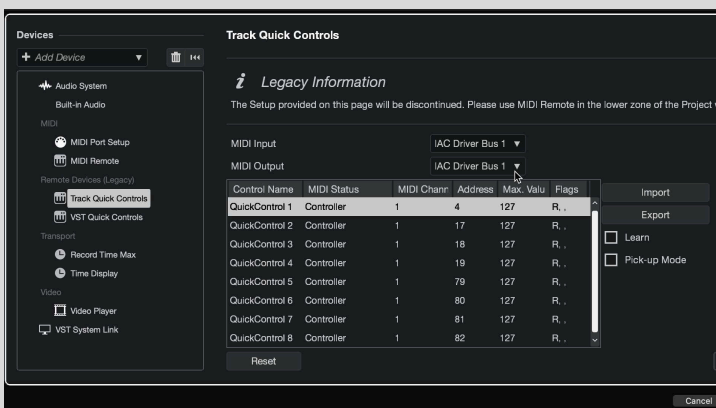 Devices
Track Quick Controls
+ Add Device
Legacy Information
The Setup provided on this page will be discontinued. Please use MIDI Remote in the lower zone of the Project
Audio System
Built-in Audio
MIDI
MIDI Port Setup
MIDI Remote
Remote Devices (Legacy)
Track Quick Controls
VST Quick Controls
Transport
Record Time Max
Time Display
Video
Video Player
VST System Link
MIDI Input IAC Driver Bus 1
MIDI Output IAC Driver Bus 1
Control Name MIDI Status MIDI Chann Address Max. Valu Flags
QuickControl 1 Controller 1 4 127 R, ,
QuickControl 2 Controller 1 17 127 R, ,
QuickControl 3 Controller 1 18 127 R, ,
QuickControl 4 Controller 1 19 127 R, ,
QuickControl 5 Controller 1 79 127 R, ,
QuickControl 6 Controller 1 80 127 R, ,
QuickControl 7 Controller 1 81 127 R, ,
QuickControl 8 Controller 1 82 127 R, ,
Import
Export
Learn
Pick-up Mode
Reset
Cancel